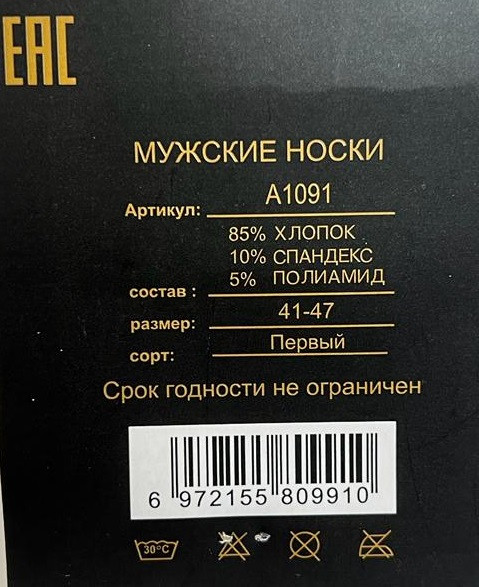 EAC
МУЖСКИЕ НОСКИ
Артикул: А1091
85% ХЛОПОК
10% СПАНДЕКС
5% ПОЛИАМИД
состав :
размер: 41-47
сорт: Первый
Срок годности не ограничен
6 972155 809910
30°C